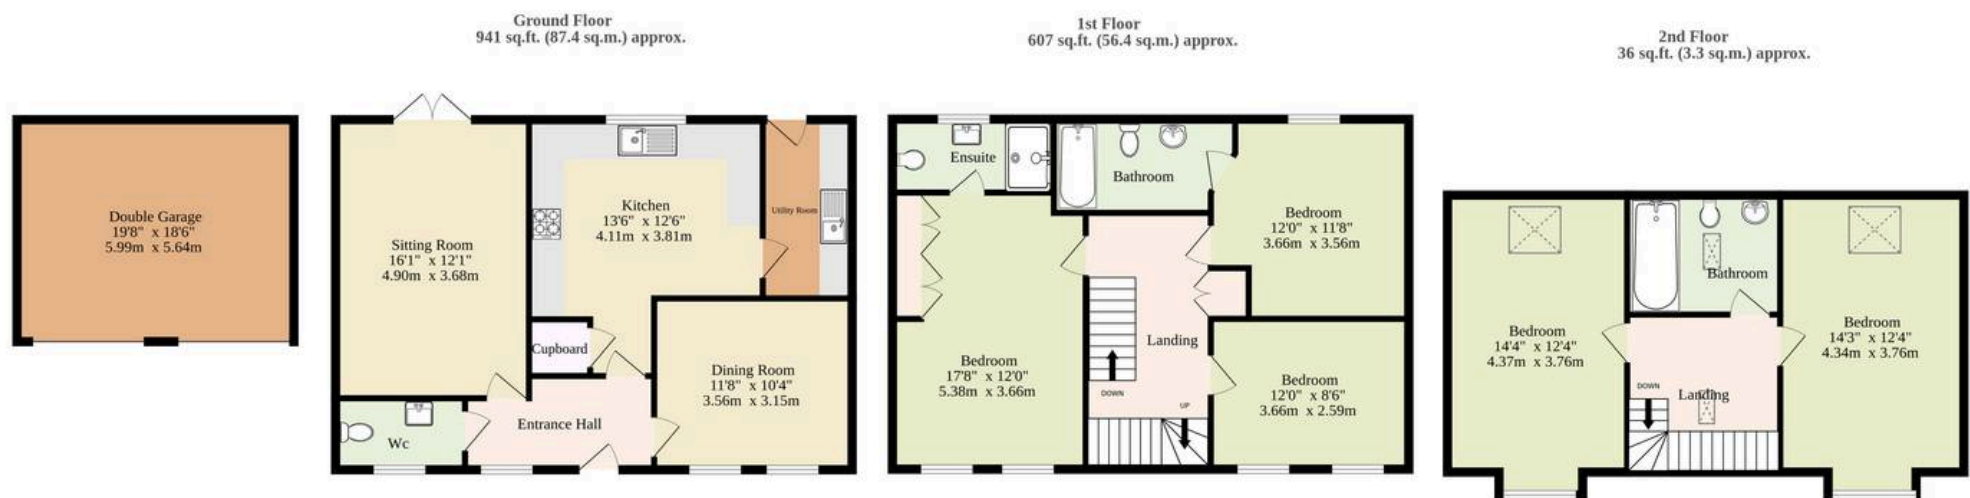 Ground Floor
941 sq.ft. (87.4 sq.m.) approx.
Double Garage
19'8" x 18'6"
5.99m x 5.64m
Sitting Room
16'1" x 12'1"
4.90m x 3.68m
Kitchen
13'6" x 12'6"
4.11m x 3.81m
Utility Room
Cupboard
Dining Room
11'8" x 10'4"
3.56m x 3.15m
Entrance Hall
Wc
1st Floor
607 sq.ft. (56.4 sq.m.) approx.
Ensuite
Bathroom
Bedroom
12'0" x 11'8"
3.66m x 3.56m
Landing
Bedroom
17'8" x 12'0"
5.38m x 3.66m
DOWN
UP
Bedroom
12'0" x 8'6"
3.66m x 2.59m
2nd Floor
36 sq.ft. (3.3 sq.m.) approx.
Bathroom
Bedroom
14'4" x 12'4"
4.37m x 3.76m
Bedroom
14'3" x 12'4"
4.34m x 3.76m
DOWN
Landing